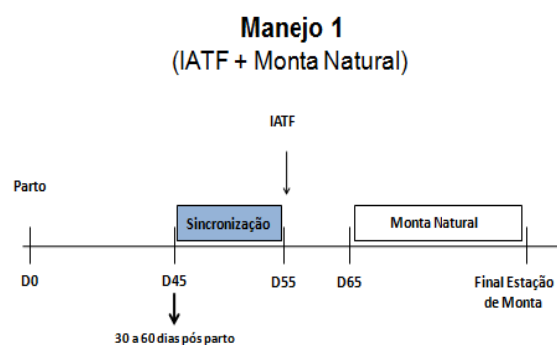 Manejo 1
(IATF + Monta Natural)
IATF
Parto
Sincronização
Monta Natural
D0
D45
D55
D65
Final Estação
de Monta
30 a 60 dias pós parto